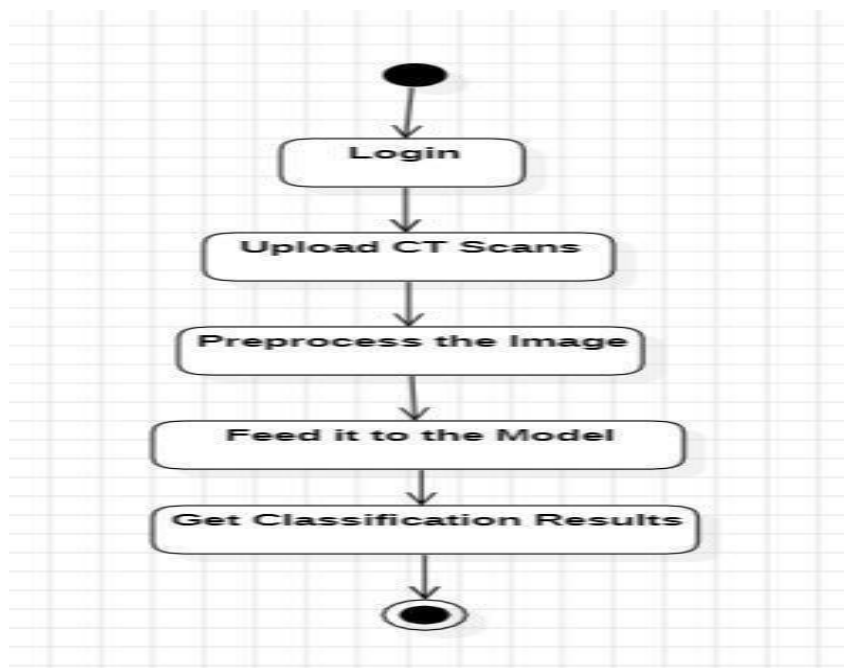 Login
Upload CT Scans
Preprocess the Image
Feed it to the Model
Get Classification Results